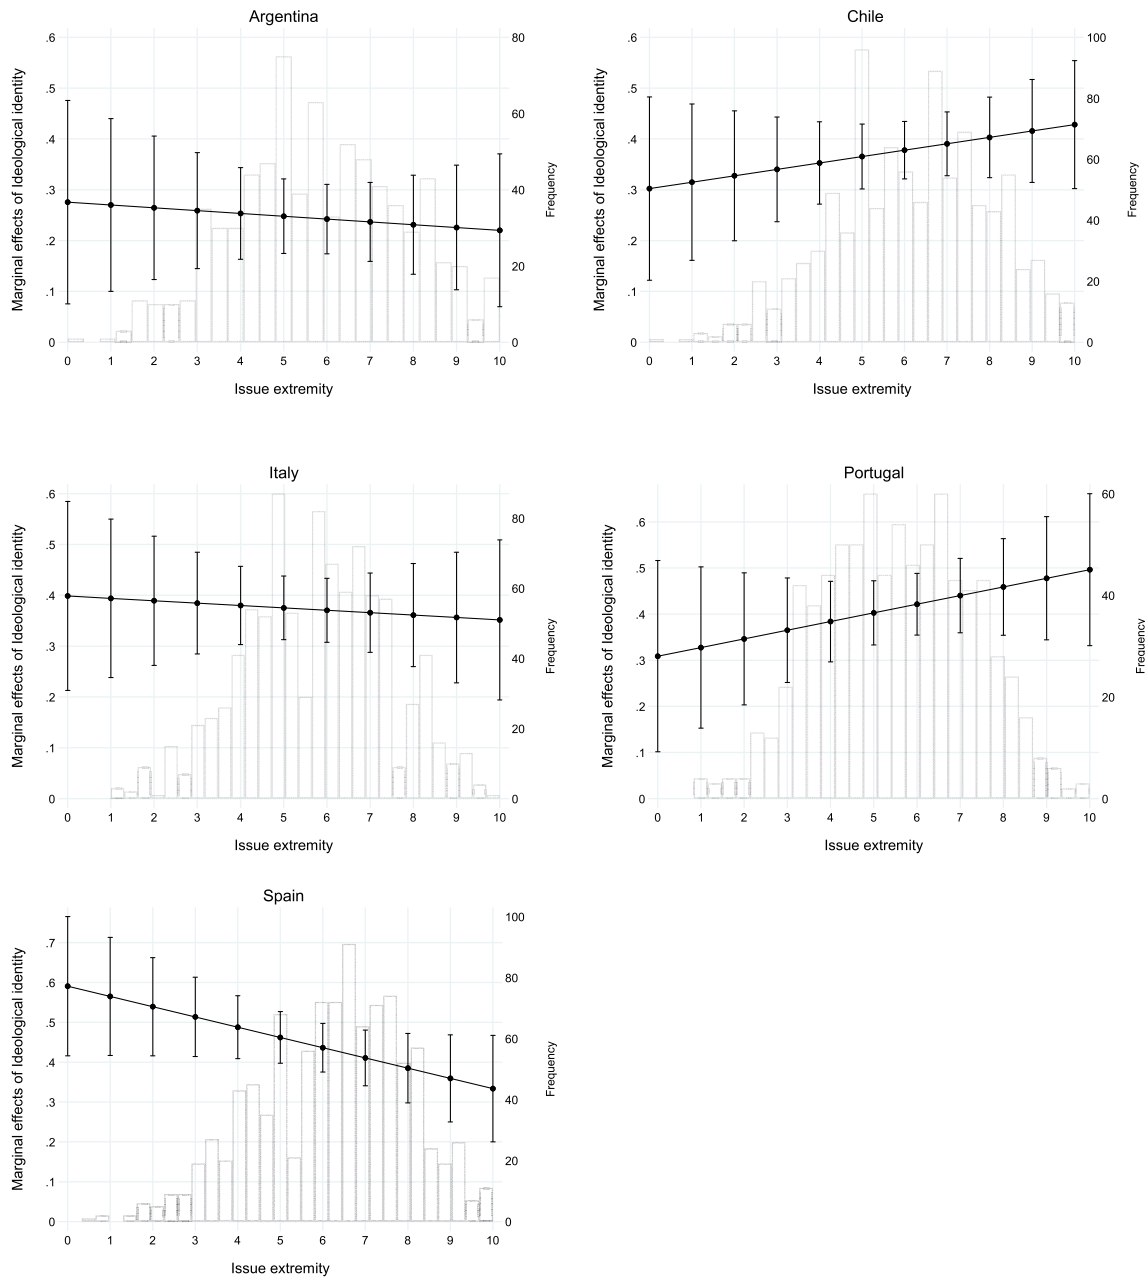 Argentina
Marginal effects of Ideological identity
.6
.5
.4
.3
.2
.1
0
80
60
40
20
0
Frequency
0 1 2 3 4 5 6 7 8 9 10
Issue extremity
Chile
Marginal effects of Ideological identity
.6
.5
.4
.3
.2
.1
0
100
80
60
40
20
0
Frequency
0 1 2 3 4 5 6 7 8 9 10
Issue extremity
Italy
Marginal effects of Ideological identity
.6
.5
.4
.3
.2
.1
0
80
60
40
20
0
Frequency
0 1 2 3 4 5 6 7 8 9 10
Issue extremity
Portugal
Marginal effects of Ideological identity
.6
.5
.4
.3
.2
.1
0
60
40
20
0
Frequency
0 1 2 3 4 5 6 7 8 9 10
Issue extremity
Spain
Marginal effects of Ideological identity
.7
.6
.5
.4
.3
.2
.1
0
100
80
60
40
20
0
Frequency
0 1 2 3 4 5 6 7 8 9 10
Issue extremity